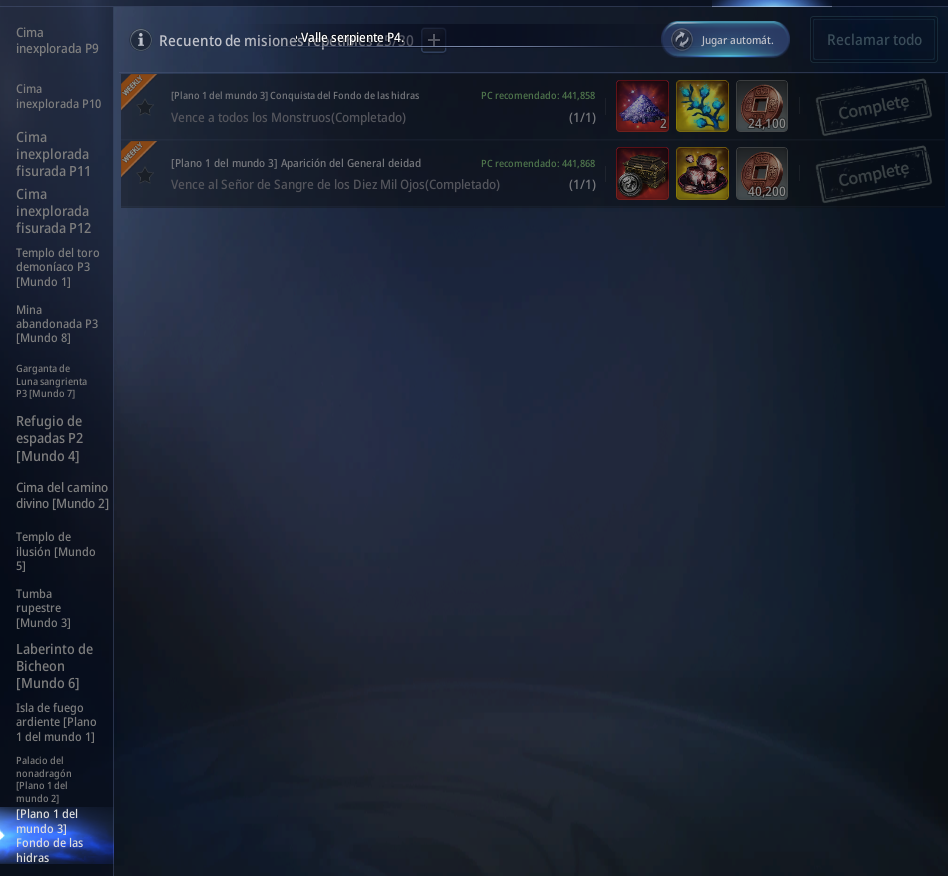 Cima
inexplorada P9
Cima
inexplorada P10
Cima
inexplorada
fisurada P11
Cima
inexplorada
fisurada P12
Templo del toro
demoníaco P3
[Mundo 1]
Mina
abandonada P3
[Mundo 8]
Garganta de
Luna sangrienta
P3 [Mundo 7]
Refugio de
espadas P2
[Mundo 4]
Cima del camino
divino [Mundo 2]
Templo de
ilusión [Mundo
5]
Tumba
rupestre
[Mundo 3]
Laberinto de
Bicheon
[Mundo 6]
Isla de fuego
ardiente [Plano
1 del mundo 1]
Palacio del
nonadragón
[Plano 1 del
mundo 2]
[Plano 1 del
mundo 3]
Fondo de las
hidras
Recuento de misiones
Valle serpiente P4.
Jugar automát.
Reclamar todo
WEEKLY
[Plano 1 del mundo 3] Conquista del Fondo de las hidras
PC recomendado: 441,858
Vence a todos los Monstruos(Completado)
(1/1)
2
24,100
Complete
WEEKLY
[Plano 1 del mundo 3] Aparición del General deidad
PC recomendado: 441,868
Vence al Señor de Sangre de los Diez Mil Ojos(Completado)
(1/1)
40,200
Complete